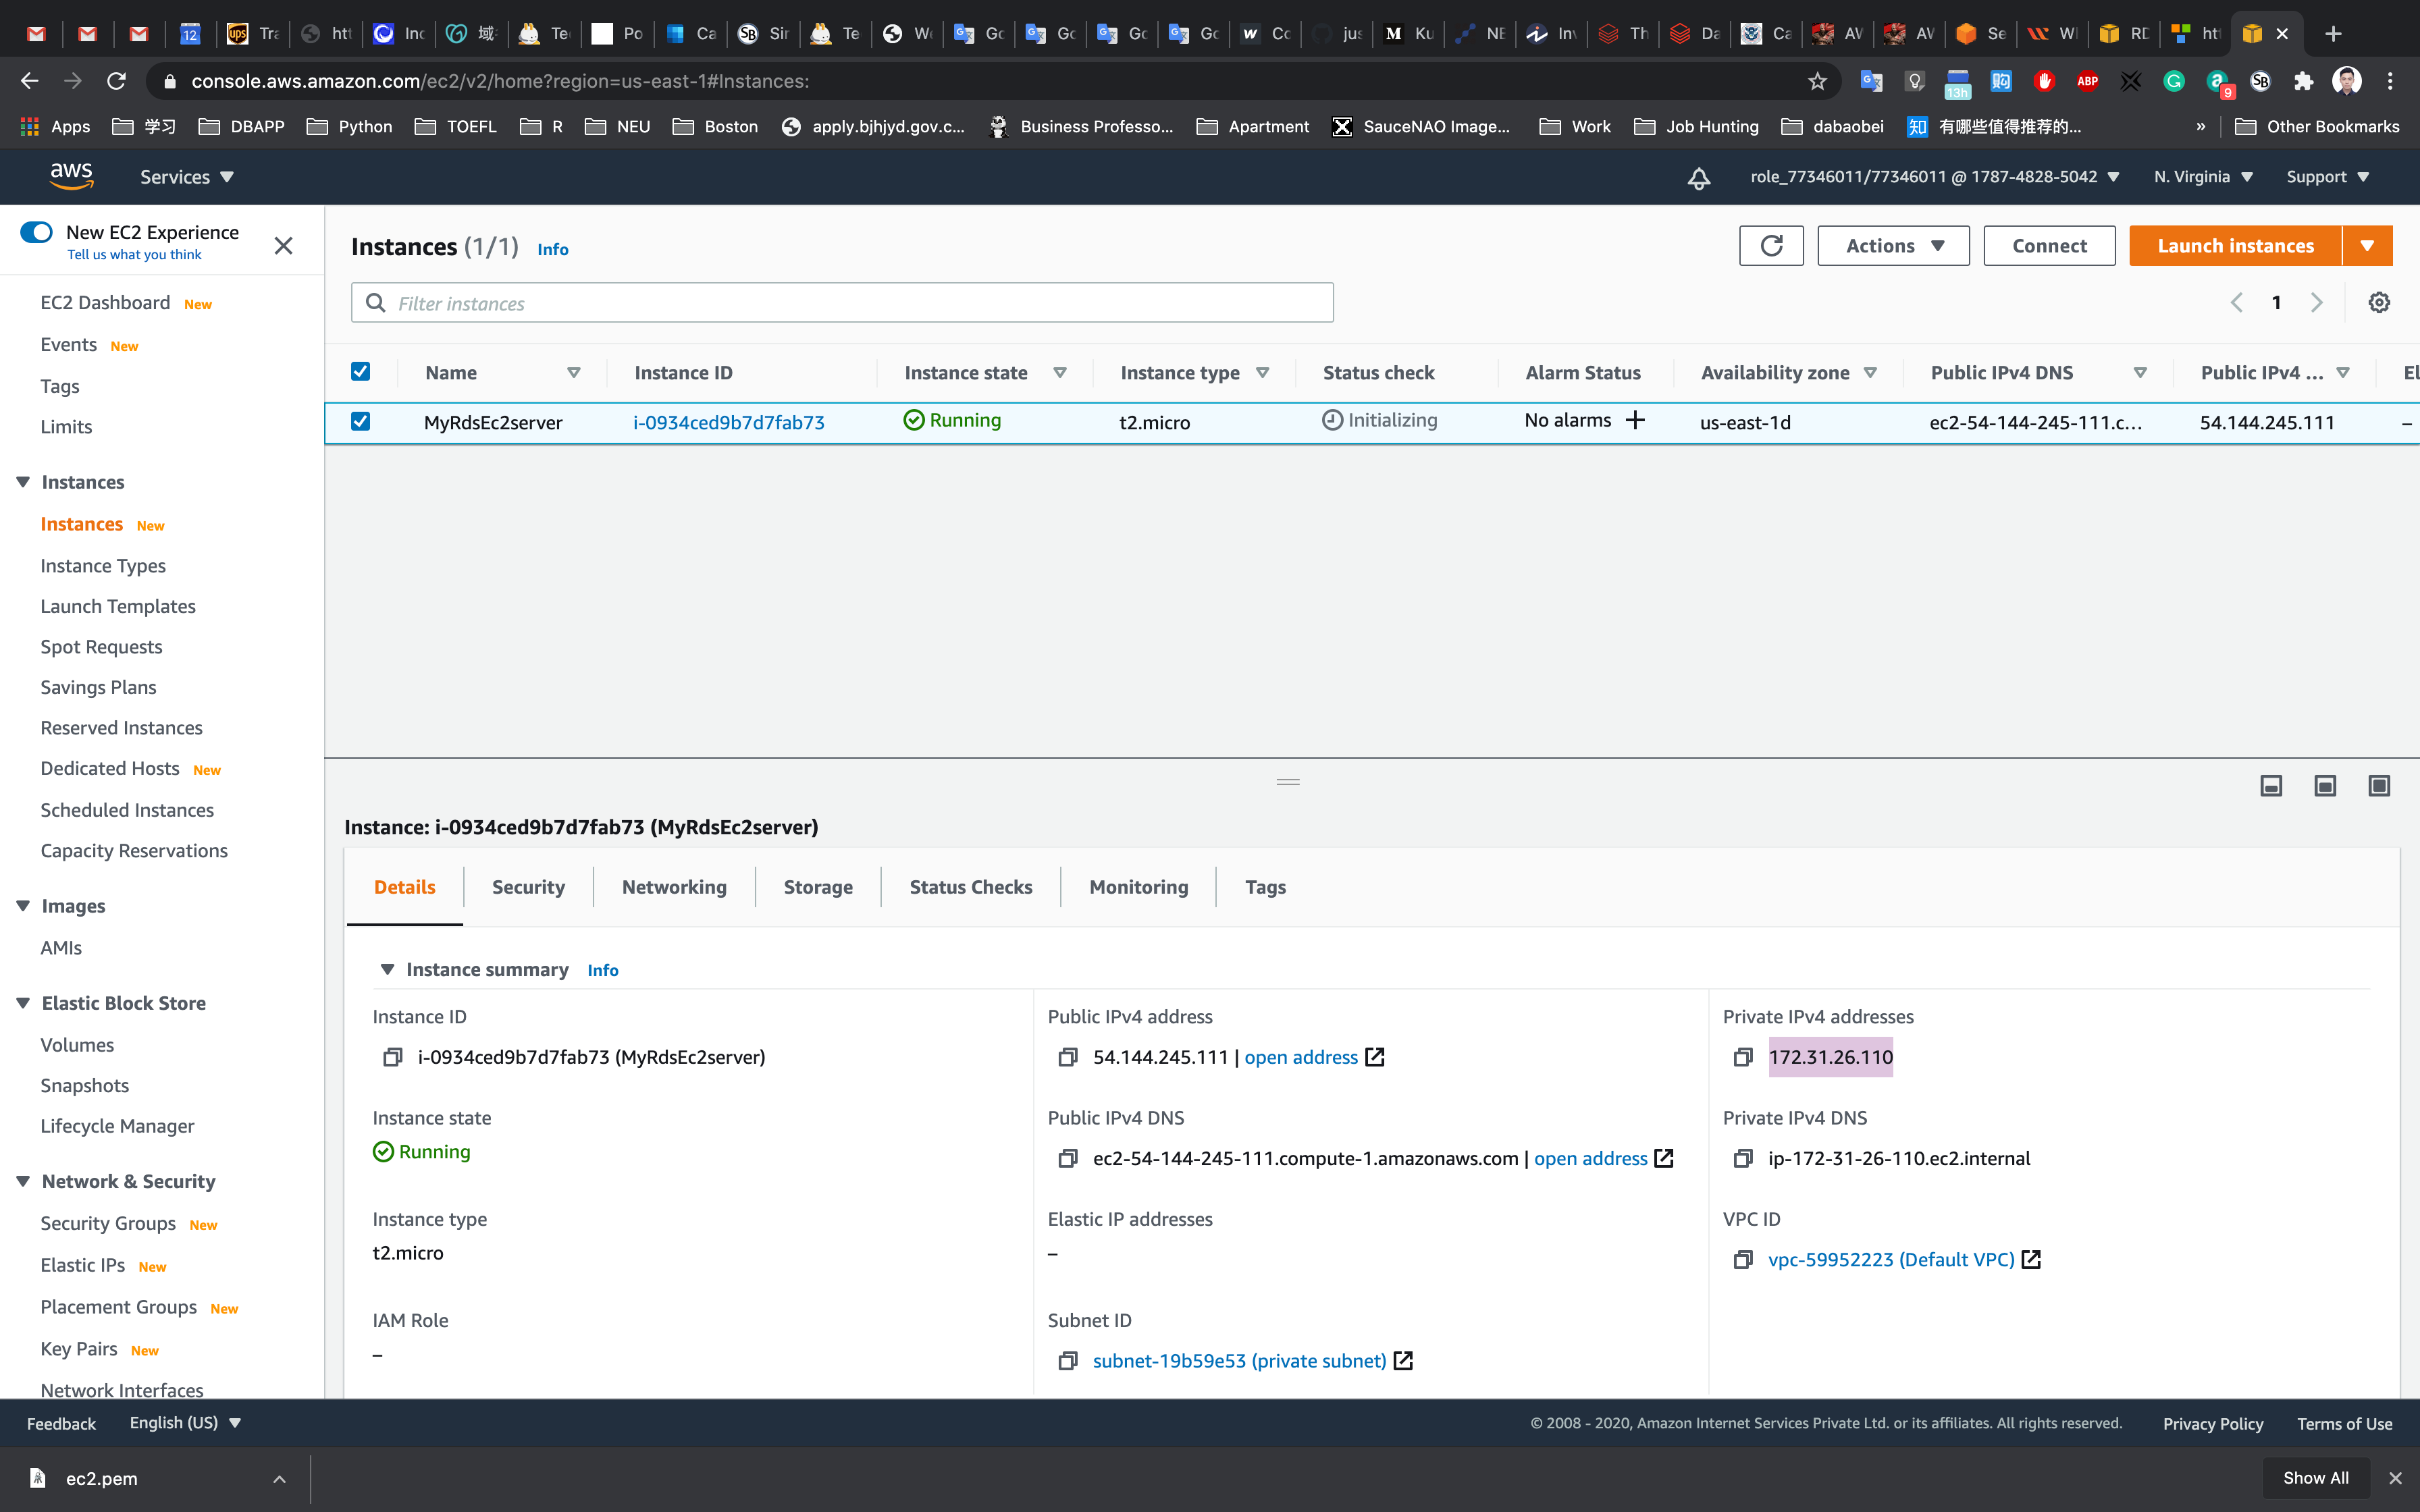 12 Tra htt Inc 域 Te Po Ca Sir Te We Go Go Go Go Co jus Ku NE Inv Th Da Ca AW AW Se W RD htt
console.aws.amazon.com/ec2/v2/home?region=us-east-1#Instances:
13h ABP 9
Apps 学习 DBAPP Python TOEFL R NEU Boston apply.bjhjyd.gov.c... Business Professo... Apartment SauceNAO Image... Work Job Hunting dabaobei 知 有哪些值得推荐的... » Other Bookmarks
aws Services role_77346011/77346011 @ 1787-4828-5042 N. Virginia Support
New EC2 Experience
Tell us what you think
EC2 Dashboard New
Events New
Tags
Limits
Instances
Instances New
Instance Types
Launch Templates
Spot Requests
Savings Plans
Reserved Instances
Dedicated Hosts New
Scheduled Instances
Capacity Reservations
Images
AMIs
Elastic Block Store
Volumes
Snapshots
Lifecycle Manager
Network & Security
Security Groups New
Elastic IPs New
Placement Groups New
Key Pairs New
Network Interfaces
Instances (1/1) Info
Actions Connect Launch instances
Filter instances
1
Name Instance ID Instance state Instance type Status check Alarm Status Availability zone Public IPv4 DNS Public IPv4 ... El
MyRdsEc2server i-0934ced9b7d7fab73 Running t2.micro Initializing No alarms + us-east-1d ec2-54-144-245-111.c... 54.144.245.111 –
Instance: i-0934ced9b7d7fab73 (MyRdsEc2server)
Details Security Networking Storage Status Checks Monitoring Tags
Instance summary Info
Instance ID
i-0934ced9b7d7fab73 (MyRdsEc2server)
Public IPv4 address
54.144.245.111 | open address
Private IPv4 addresses
172.31.26.110
Instance state
Running
Public IPv4 DNS
ec2-54-144-245-111.compute-1.amazonaws.com | open address
Private IPv4 DNS
ip-172-31-26-110.ec2.internal
Instance type
t2.micro
Elastic IP addresses
–
VPC ID
vpc-59952223 (Default VPC)
IAM Role
–
Subnet ID
subnet-19b59e53 (private subnet)
Feedback English (US) © 2008 - 2020, Amazon Internet Services Private Ltd. or its affiliates. All rights reserved. Privacy Policy Terms of Use
ec2.pem Show All